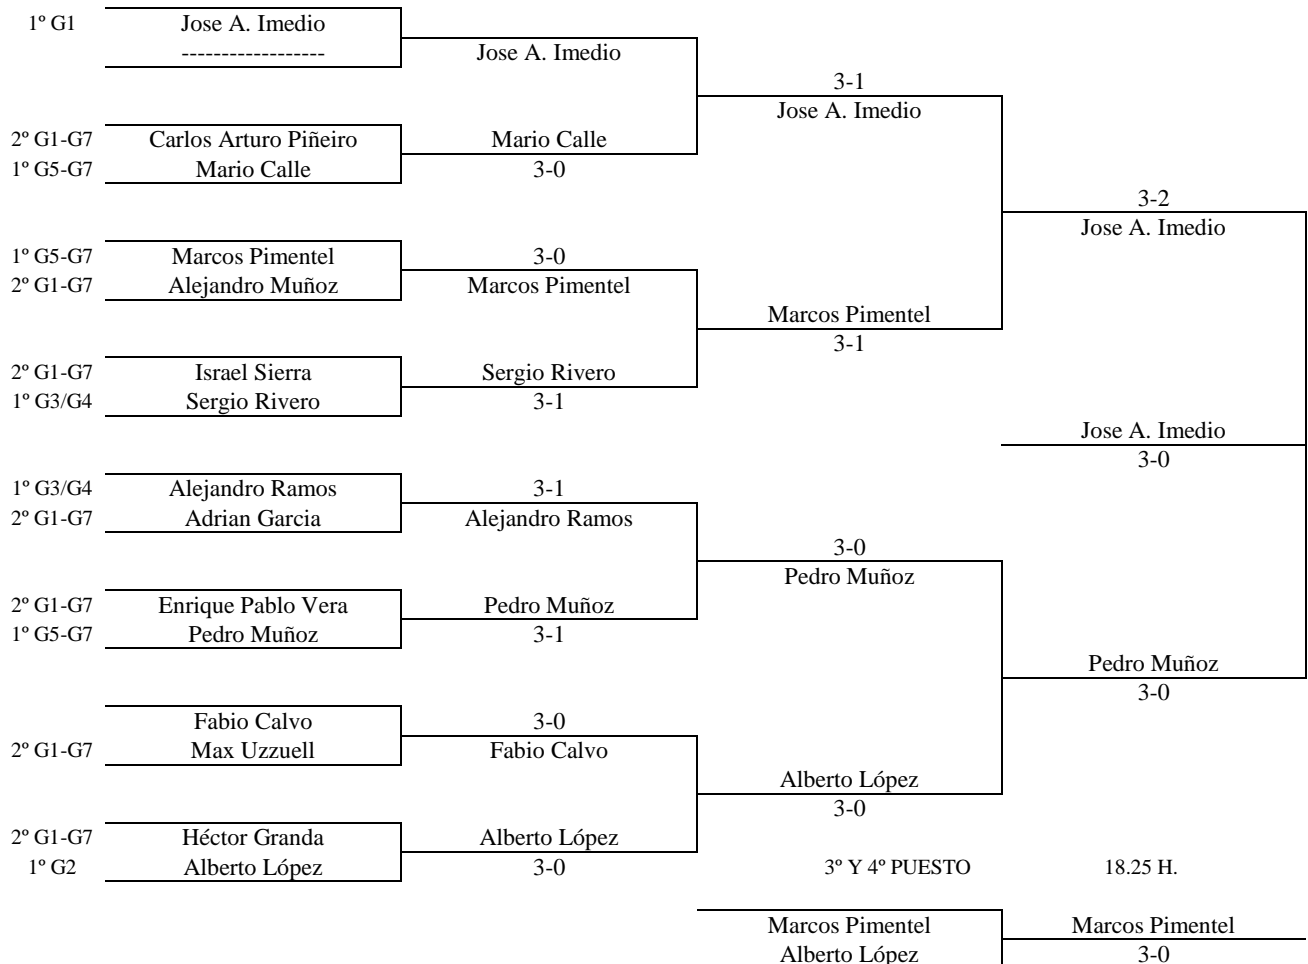 1º G1 Jose A. Imedio
------------------ Jose A. Imedio
3-1
Jose A. Imedio
2º G1-G7 Carlos Arturo Piñeiro Mario Calle
1º G5-G7 Mario Calle 3-0
3-2
Jose A. Imedio
1º G5-G7 Marcos Pimentel 3-0
2º G1-G7 Alejandro Muñoz Marcos Pimentel
Marcos Pimentel
3-1
2º G1-G7 Israel Sierra Sergio Rivero
1º G3/G4 Sergio Rivero 3-1
Jose A. Imedio
3-0
1º G3/G4 Alejandro Ramos 3-1
2º G1-G7 Adrian Garcia Alejandro Ramos
3-0
Pedro Muñoz
2º G1-G7 Enrique Pablo Vera Pedro Muñoz
1º G5-G7 Pedro Muñoz 3-1
Pedro Muñoz
3-0
Fabio Calvo 3-0
2º G1-G7 Max Uzzuell Fabio Calvo
Alberto López
3-0
2º G1-G7 Héctor Granda Alberto López
1º G2 Alberto López 3-0 3º Y 4º PUESTO 18.25 H.
Marcos Pimentel Marcos Pimentel
Alberto López 3-0